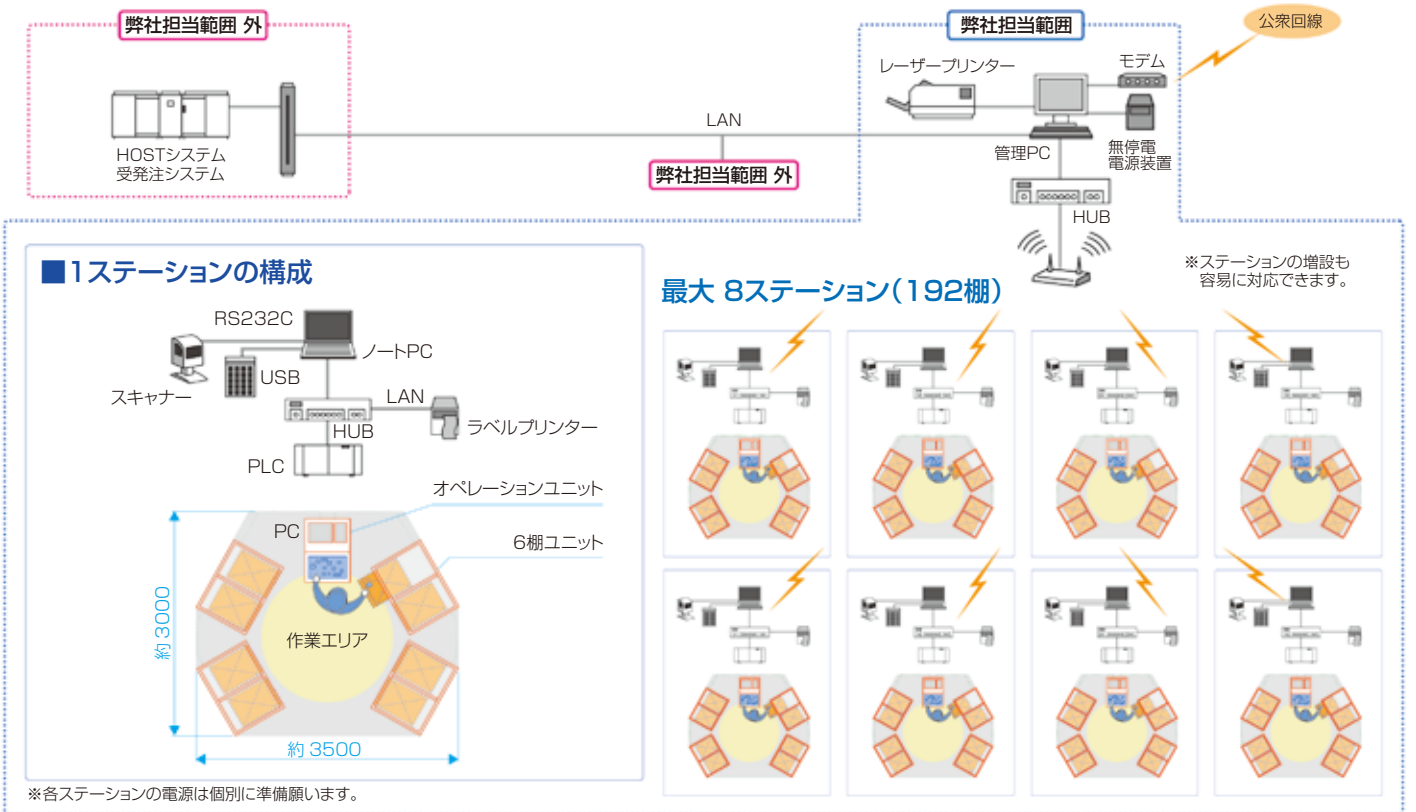 弊社担当範囲 外
弊社担当範囲
公衆回線
レーザープリンター
モデム
LAN
HOSTシステム
受発注システム
管理PC
無停電
電源装置
弊社担当範囲 外
HUB
■1ステーションの構成
RS232C
ノートPC
USB
スキャナー
LAN
HUB
ラベルプリンター
PLC
オペレーションユニット
PC
6棚ユニット
作業エリア
約 3000
約 3500
※各ステーションの電源は個別に準備願います。
最大 8ステーション(192棚)
※ステーションの増設も
容易に対応できます。